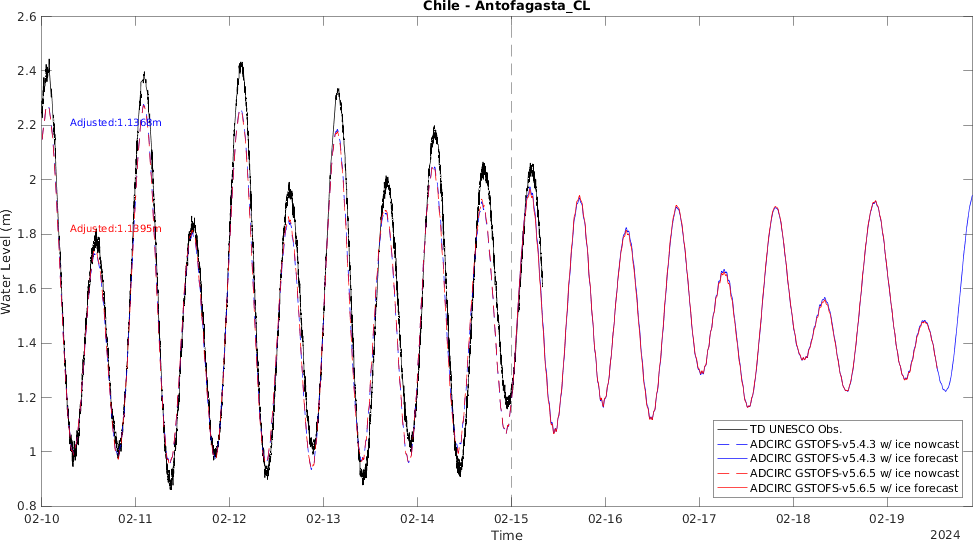 Chile - Antofagasta_CL
2.6
2.4
2.2
2
1.8
1.6
1.4
1.2
1
0.8
Water Level (m)
Adjusted:1.1368m
Adjusted:1.1395m
TD UNESCO Obs.
ADCIRC GSTOFS-v5.4.3 w/ ice nowcast
ADCIRC GSTOFS-v5.4.3 w/ ice forecast
ADCIRC GSTOFS-v5.6.5 w/ ice nowcast
ADCIRC GSTOFS-v5.6.5 w/ ice forecast
02-10 02-11 02-12 02-13 02-14 02-15 02-16 02-17 02-18 02-19
Time
2024